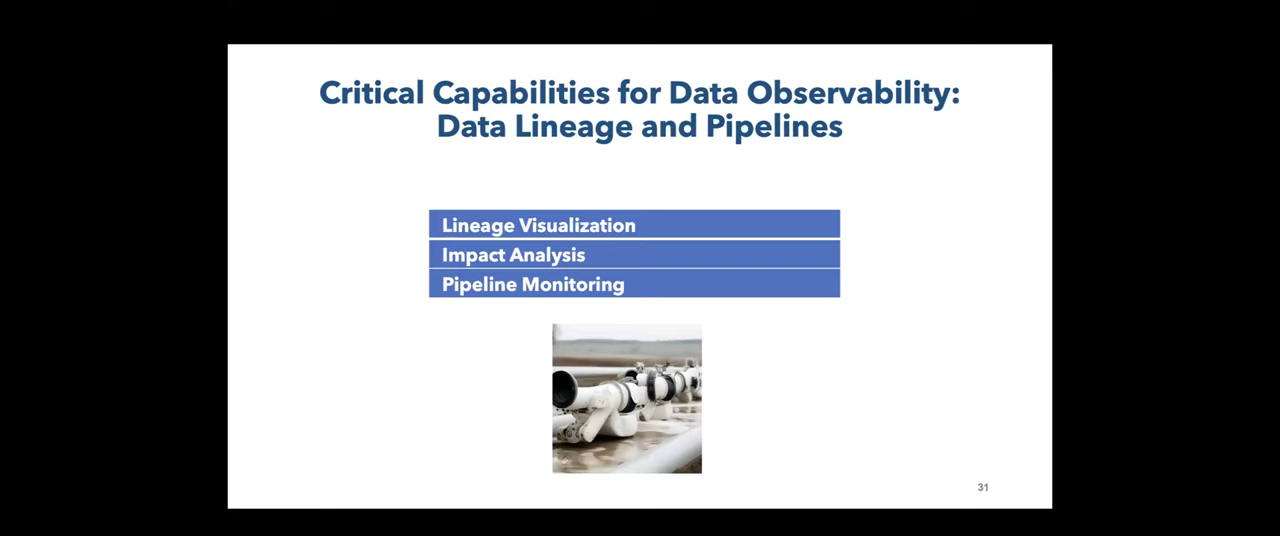 Critical Capabilities for Data Observability:
Data Lineage and Pipelines
Lineage Visualization
Impact Analysis
Pipeline Monitoring
31